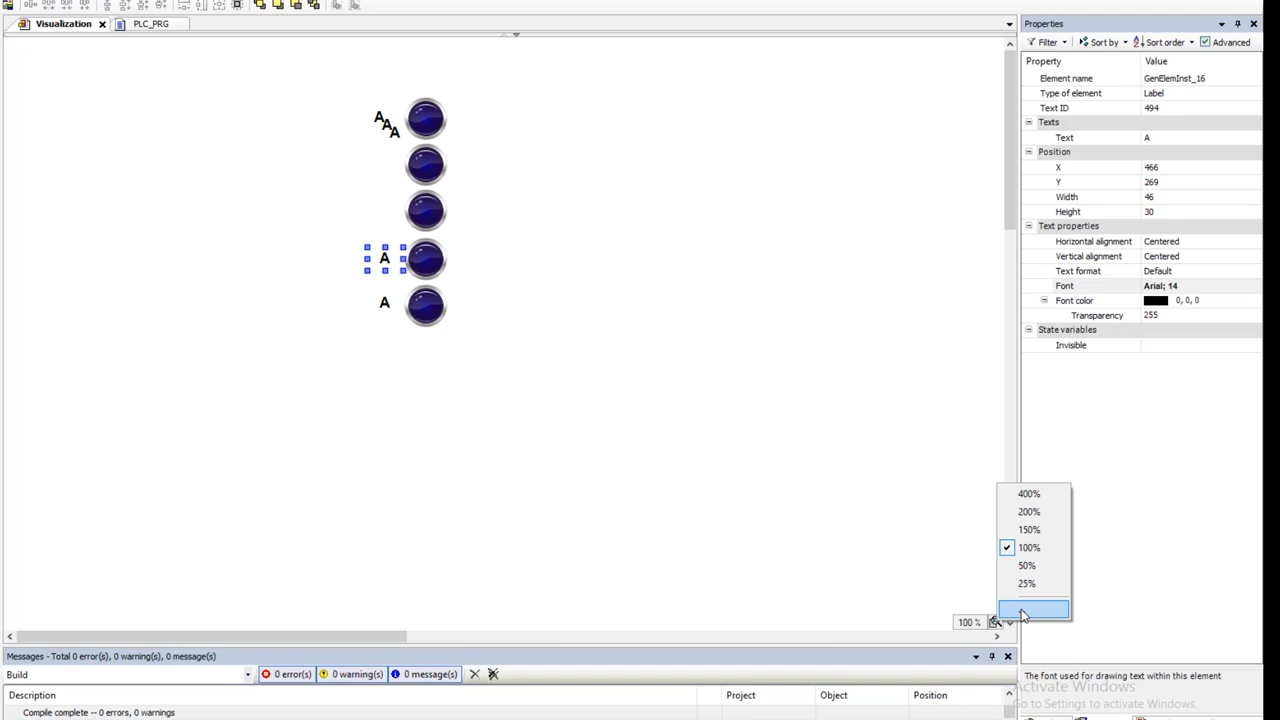 Visualization PLC_PRG
A
A
A
A
A
100 %
400%
200%
150%
100%
50%
25%
Properties
Filter Sort by Sort order Advanced
Property Value
Element name GenElemInst_16
Type of element Label
Text ID 494
Texts
Text A
Position
X 466
Y 269
Width 46
Height 30
Text properties
Horizontal alignment Centered
Vertical alignment Centered
Text format Default
Font Arial; 14
Font color 0, 0, 0
Transparency 255
State variables
Invisible
The font used for drawing text within this element
Activate Windows
Go to Settings to activate Windows.
Messages - Total 0 error(s), 0 warning(s), 0 message(s)
Build 0 error(s) 0 warning(s) 0 message(s)
Description Project Object Position
Compile complete -- 0 errors, 0 warnings